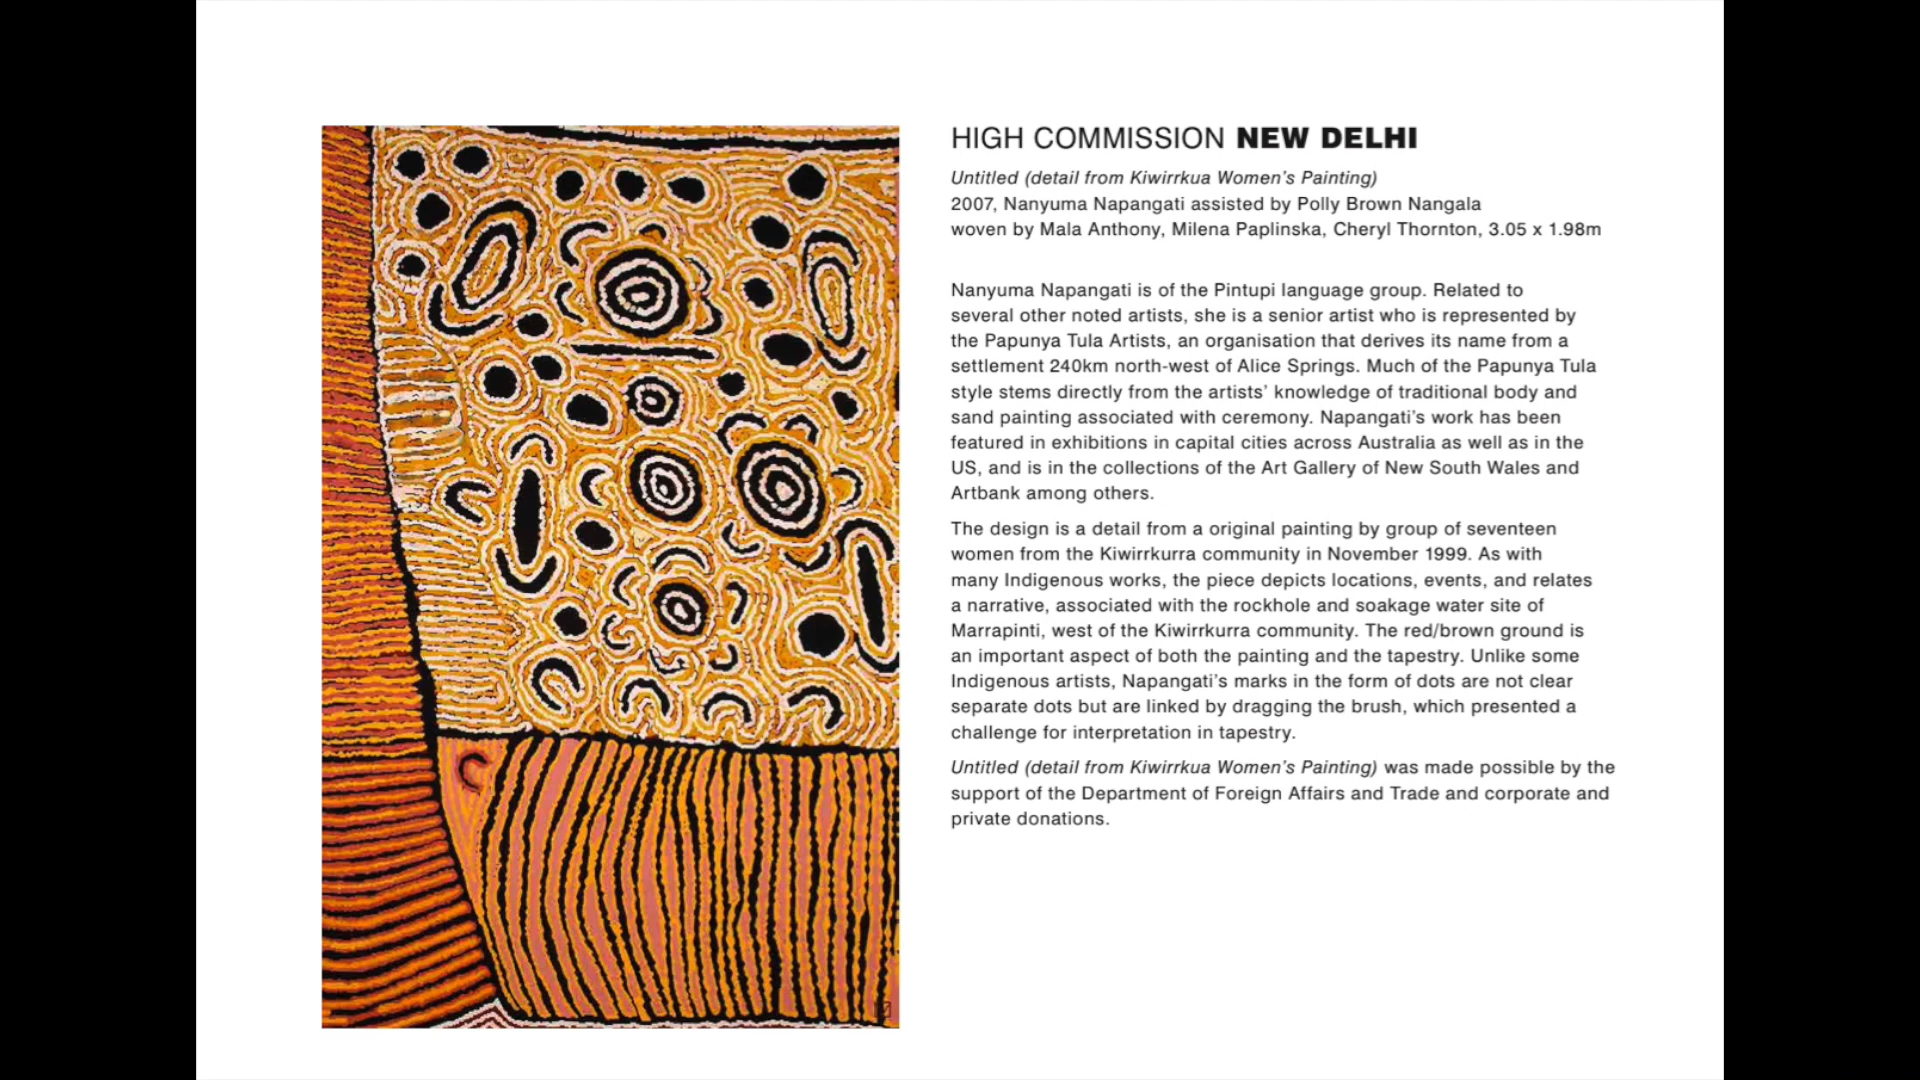 HIGH COMMISSION NEW DELHI
Untitled (detail from Kiwirrkua Women's Painting)
2007, Nanyuma Napangati assisted by Polly Brown Nangala
woven by Mala Anthony, Milena Paplinska, Cheryl Thornton, 3.05 x 1.98m
Nanyuma Napangati is of the Pintupi language group. Related to
several other noted artists, she is a senior artist who is represented by
the Papunya Tula Artists, an organisation that derives its name from a
settlement 240km north-west of Alice Springs. Much of the Papunya Tula
style stems directly from the artists' knowledge of traditional body and
sand painting associated with ceremony. Napangati's work has been
featured in exhibitions in capital cities across Australia as well as in the
US, and is in the collections of the Art Gallery of New South Wales and
Artbank among others.
The design is a detail from a original painting by group of seventeen
women from the Kiwirrkurra community in November 1999. As with
many Indigenous works, the piece depicts locations, events, and relates
a narrative, associated with the rockhole and soakage water site of
Marrapinti, west of the Kiwirrkurra community. The red/brown ground is
an important aspect of both the painting and the tapestry. Unlike some
Indigenous artists, Napangati's marks in the form of dots are not clear
separate dots but are linked by dragging the brush, which presented a
challenge for interpretation in tapestry.
Untitled (detail from Kiwirrkua Women's Painting) was made possible by the
support of the Department of Foreign Affairs and Trade and corporate and
private donations.